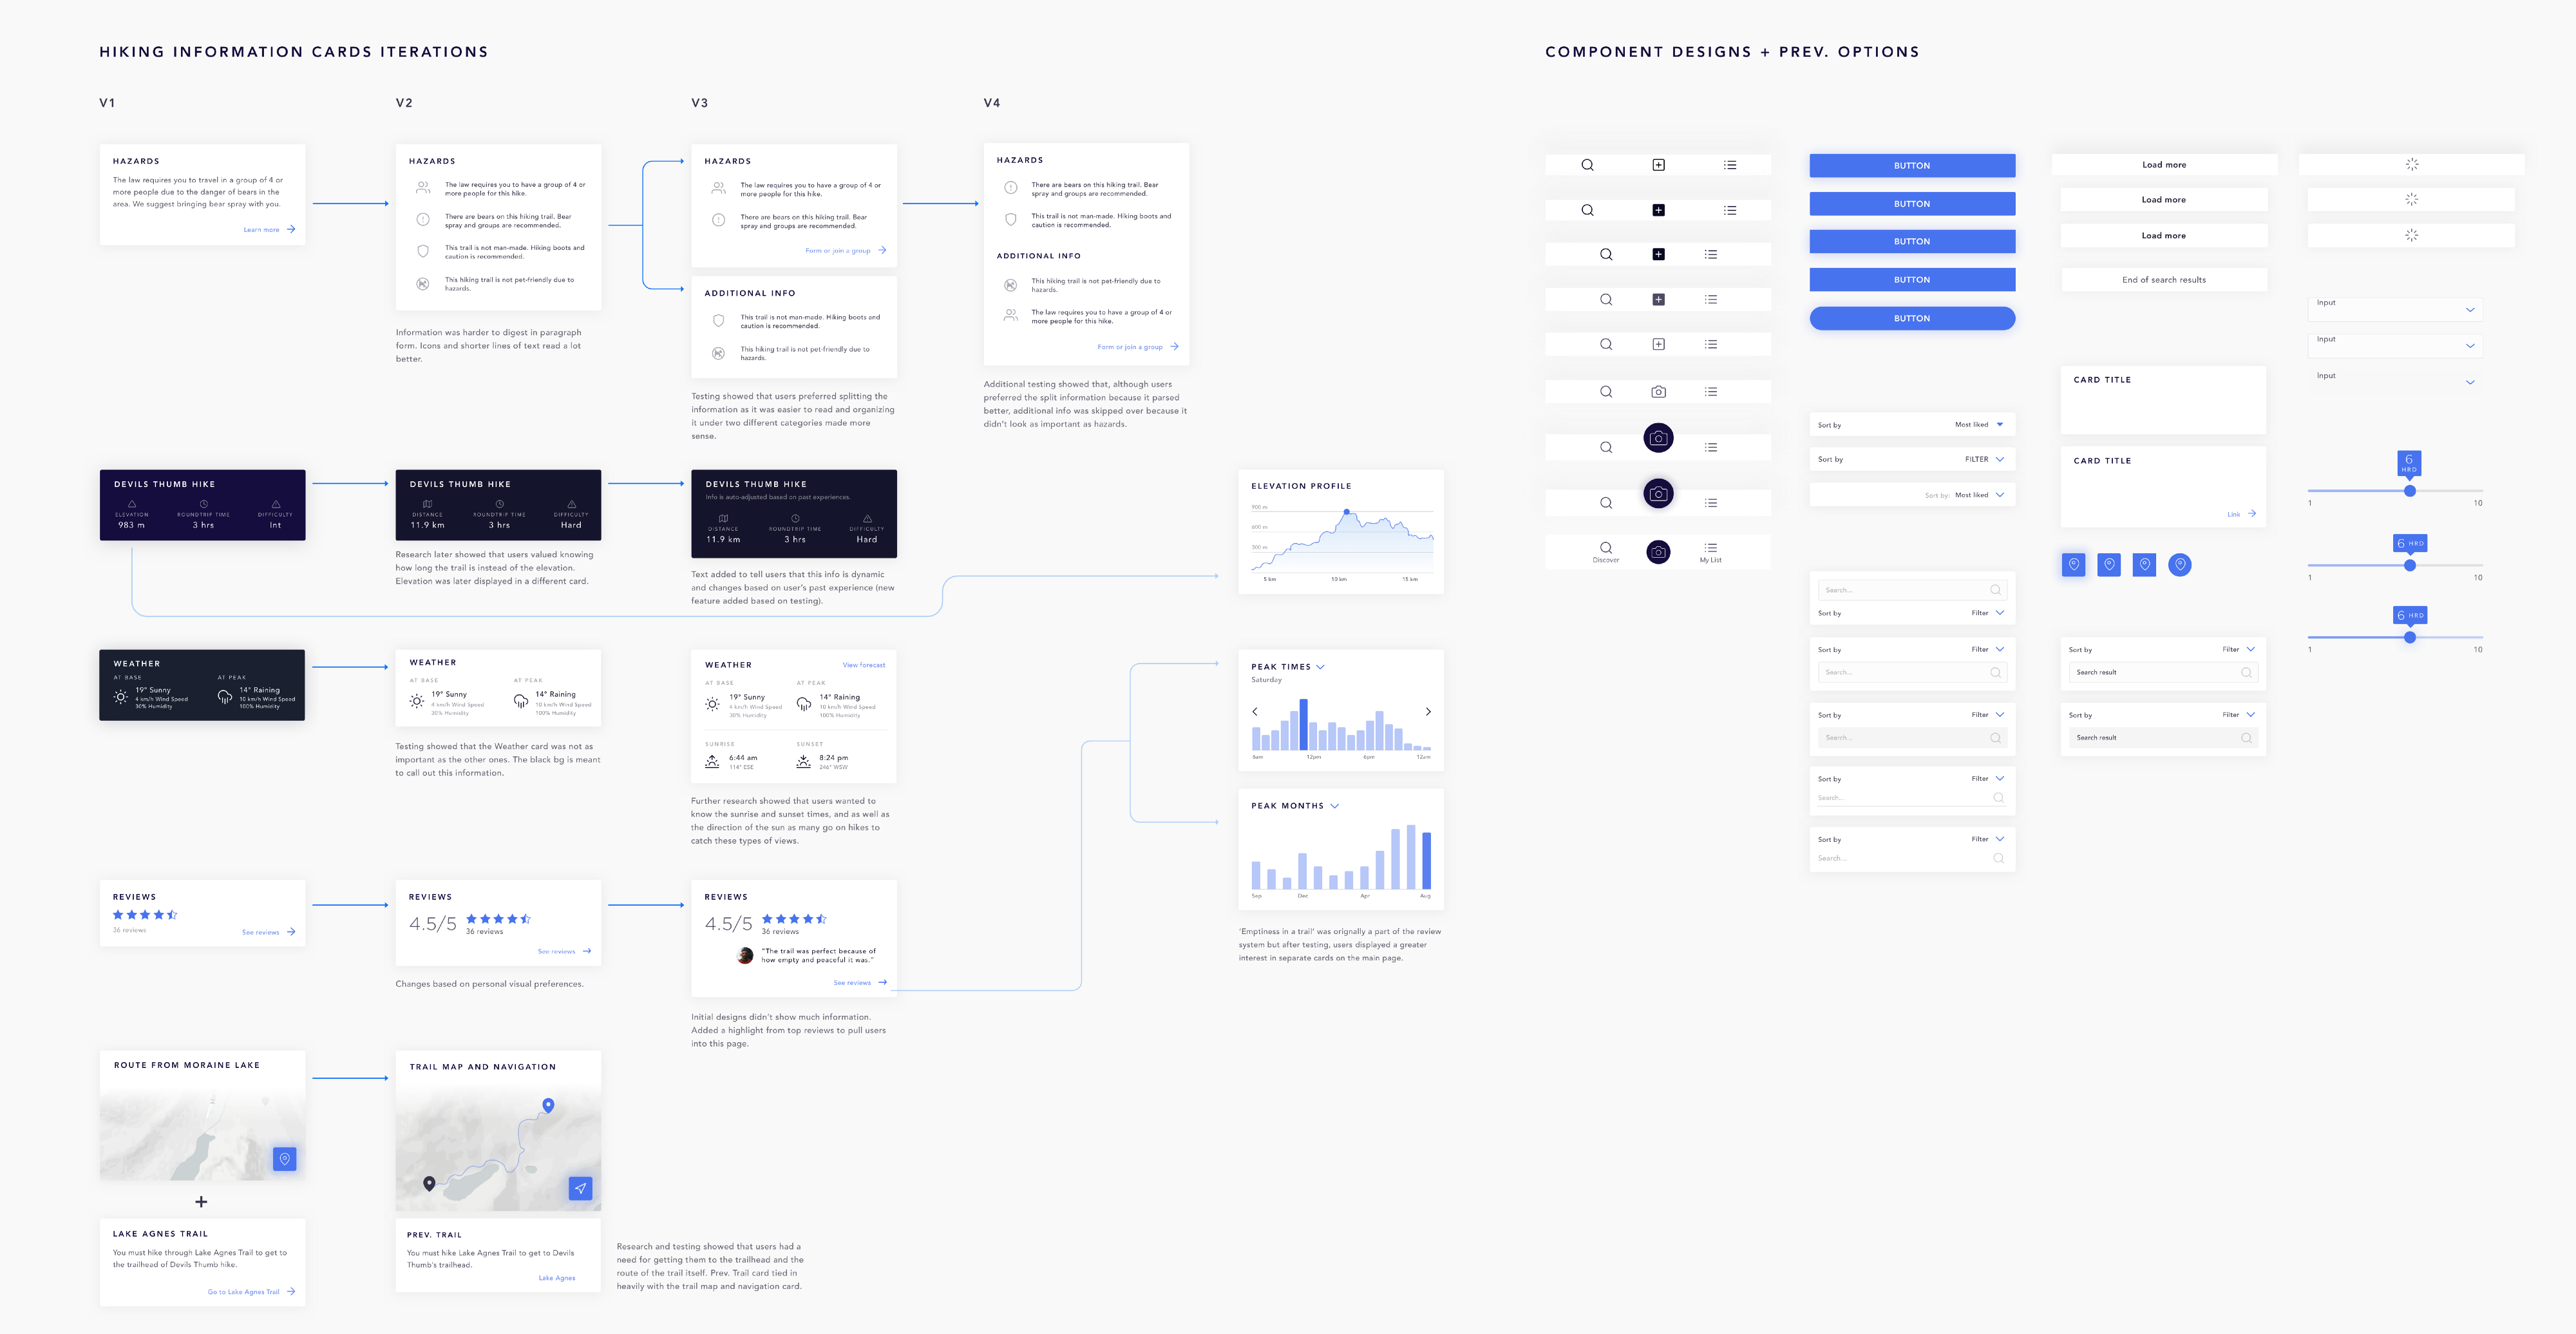 HIKING INFORMATION CARDS ITERATIONS
V1
V2
V3
V4
HAZARDS
The law requires you to travel in a group of 4 or
more people due to the danger of bears in the
area. We suggest bringing bear spray with you.
Learn more
HAZARDS
The law requires you to have a group of 4 or
more people for this hike.
There are bears on this hiking trail. Bear
spray and groups are recommended.
This trail is not man-made. Hiking boots and
caution is recommended.
This hiking trail is not pet-friendly due to
hazards.
Information was harder to digest in paragraph
form. Icons and shorter lines of text read a lot
better.
HAZARDS
The law requires you to have a group of 4 or
more people for this hike.
There are bears on this hiking trail. Bear
spray and groups are recommended.
Form or join a group
ADDITIONAL INFO
This trail is not man-made. Hiking boots and
caution is recommended.
This hiking trail is not pet-friendly due to
hazards.
Testing showed that users preferred splitting the
information as it was easier to read and organizing
it under two different categories made more
sense.
HAZARDS
There are bears on this hiking trail. Bear
spray and groups are recommended.
This trail is not man-made. Hiking boots and
caution is recommended.
ADDITIONAL INFO
This hiking trail is not pet-friendly due to
hazards.
The law requires you to have a group of 4 or
more people for this hike.
Form or join a group
Additional testing showed that, although users
preferred the split information because it parsed
better, additional info was skipped over because it
didn't look as important as hazards.
DEVILS THUMB HIKE
ELEVATION
983 m
ROUNDTRIP TIME
3 hrs
DIFFICULTY
Int
DEVILS THUMB HIKE
DISTANCE
11.9 km
ROUNDTRIP TIME
3 hrs
DIFFICULTY
Hard
Research later showed that users valued knowing
how long the trail is instead of the elevation.
Elevation was later displayed in a different card.
DEVILS THUMB HIKE
Info is auto-adjusted based on past experiences.
DISTANCE
11.9 km
ROUNDTRIP TIME
3 hrs
DIFFICULTY
Hard
Text added to tell users that this info is dynamic
and changes based on user's past experience (new
feature added based on testing).
ELEVATION PROFILE
900 m
600 m
300 m
5 km
10 km
15 km
WEATHER
AT BASE
19° Sunny
4 km/h Wind Speed
30% Humidity
AT PEAK
14° Raining
10 km/h Wind Speed
100% Humidity
WEATHER
AT BASE
19° Sunny
4 km/h Wind Speed
30% Humidity
AT PEAK
14° Raining
10 km/h Wind Speed
100% Humidity
Testing showed that the Weather card was not as
important as the other ones. The black bg is meant
to call out this information.
WEATHER
View forecast
AT BASE
19° Sunny
4 km/h Wind Speed
30% Humidity
AT PEAK
14° Raining
10 km/h Wind Speed
100% Humidity
SUNRISE
6:44 am
114° ESE
SUNSET
8:24 pm
246° WSW
Further research showed that users wanted to
know the sunrise and sunset times, and as well as
the direction of the sun as many go on hikes to
catch these types of views.
PEAK TIMES
Saturday
12pm
6pm
12am
PEAK MONTHS
Sep
Dec
Apr
Aug
'Emptiness in a trail' was orignally a part of the review
system but after testing, users displayed a greater
interest in separate cards on the main page.
REVIEWS
36 reviews
See reviews
REVIEWS
4.5/5
36 reviews
See reviews
Changes based on personal visual preferences.
REVIEWS
4.5/5
36 reviews
"The trail was perfect because of
how empty and peaceful it was."
See reviews
Initial designs didn't show much information.
Added a highlight from top reviews to pull users
into this page.
ROUTE FROM MORAINE LAKE
+
LAKE AGNES TRAIL
You must hike through Lake Agnes Trail to get to
the trailhead of Devils Thumb hike.
Go to Lake Agnes Trail
TRAIL MAP AND NAVIGATION
PREV. TRAIL
You must hike Lake Agnes Trail to get to Devils
Thumb's trailhead.
Lake Agnes
Research and testing showed that users had a
need for getting them to the trailhead and the
route of the trail itself. Prev. Trail card tied in
heavily with the trail map and navigation card.
COMPONENT DESIGNS + PREV. OPTIONS
Discover
My List
BUTTON
BUTTON
BUTTON
BUTTON
BUTTON
Sort by
Most liked
Sort by
FILTER
Sort by:
Most liked
Search...
Sort by
Filter
Sort by
Filter
Search...
Sort by
Filter
Search...
Sort by
Filter
Search...
Sort by
Filter
Search...
Load more
Load more
Load more
End of search results
CARD TITLE
CARD TITLE
Link
Sort by
Filter
Search result
Sort by
Filter
Search result
Input
Input
Input
6
HRD
1
10
6 HRD
1
10
6 HRD
1
10